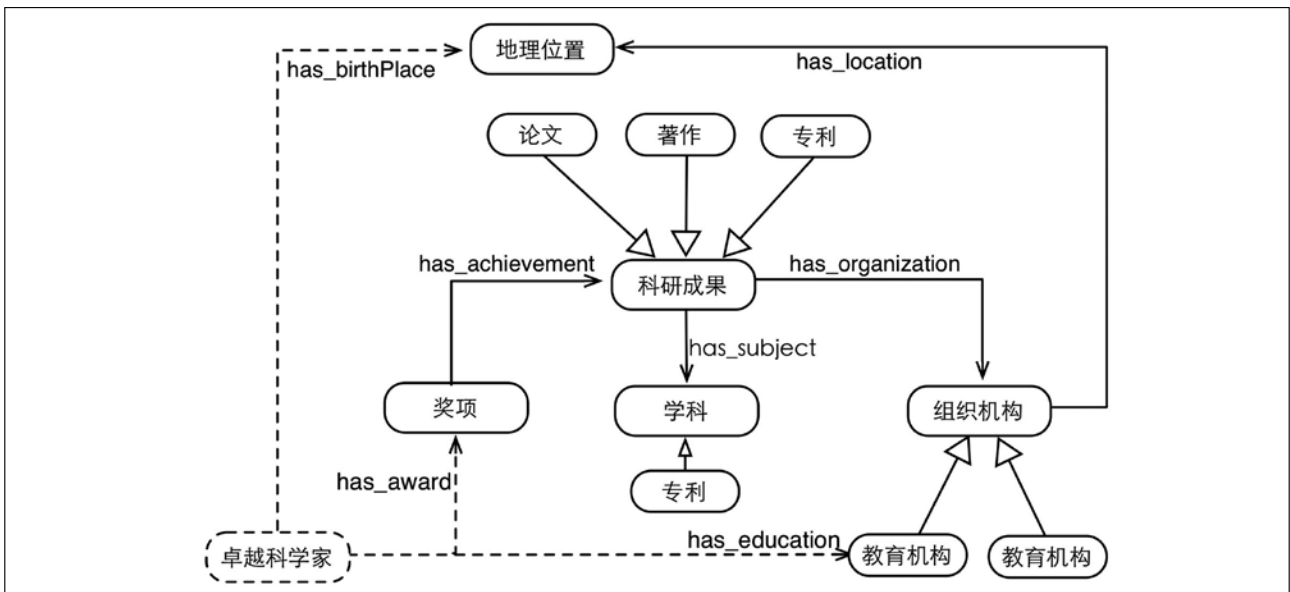 地理位置
has_birthPlace
has_location
论文
著作
专利
has_achievement
科研成果
has_organization
has_subject
奖项
学科
组织机构
has_award
专利
卓越科学家
has_education
教育机构
教育机构